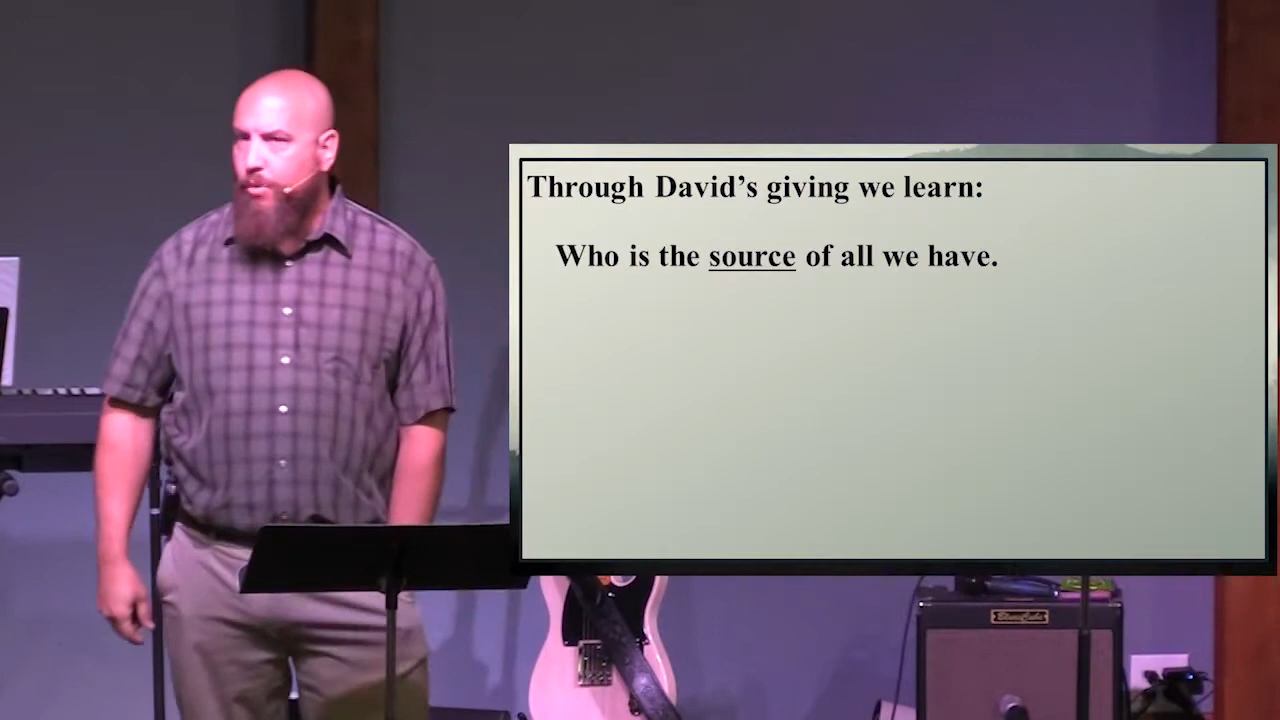 Through David’s giving we learn:
Who is the source of all we have.